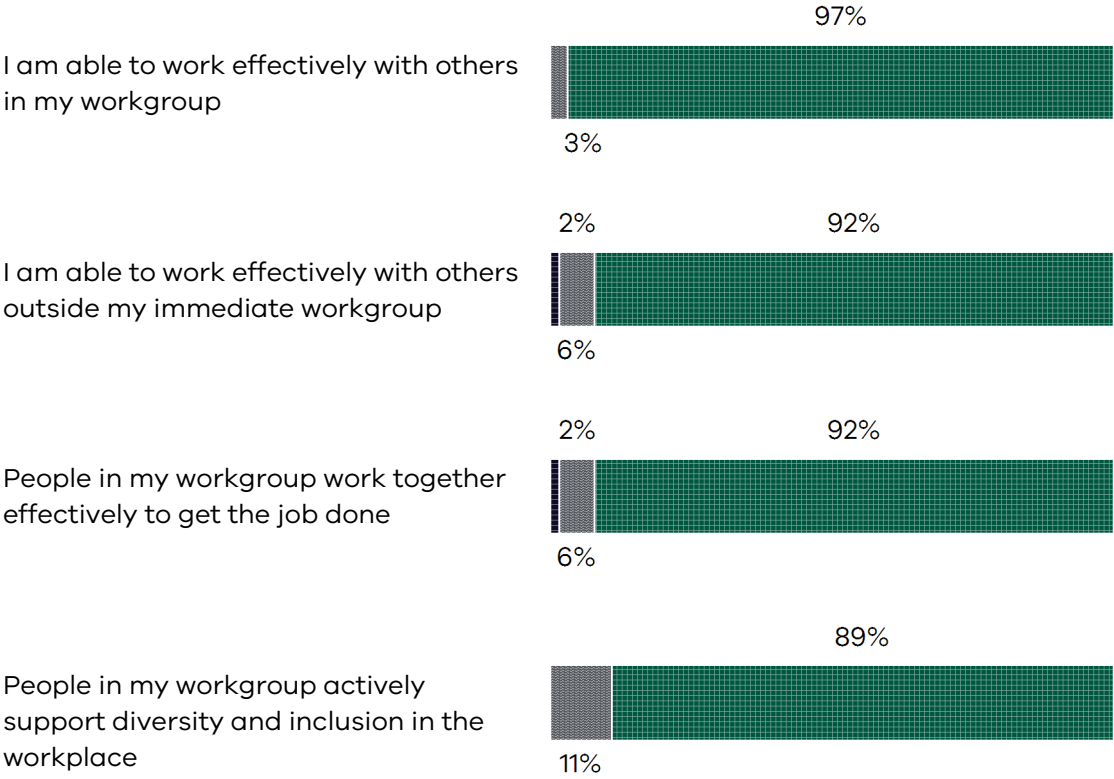 97%
I am able to work effectively with others
in my workgroup
3%
2%
92%
I am able to work effectively with others
outside my immediate workgroup
6%
2%
92%
People in my workgroup work together
effectively to get the job done
6%
89%
People in my workgroup actively
support diversity and inclusion in the
workplace
11%